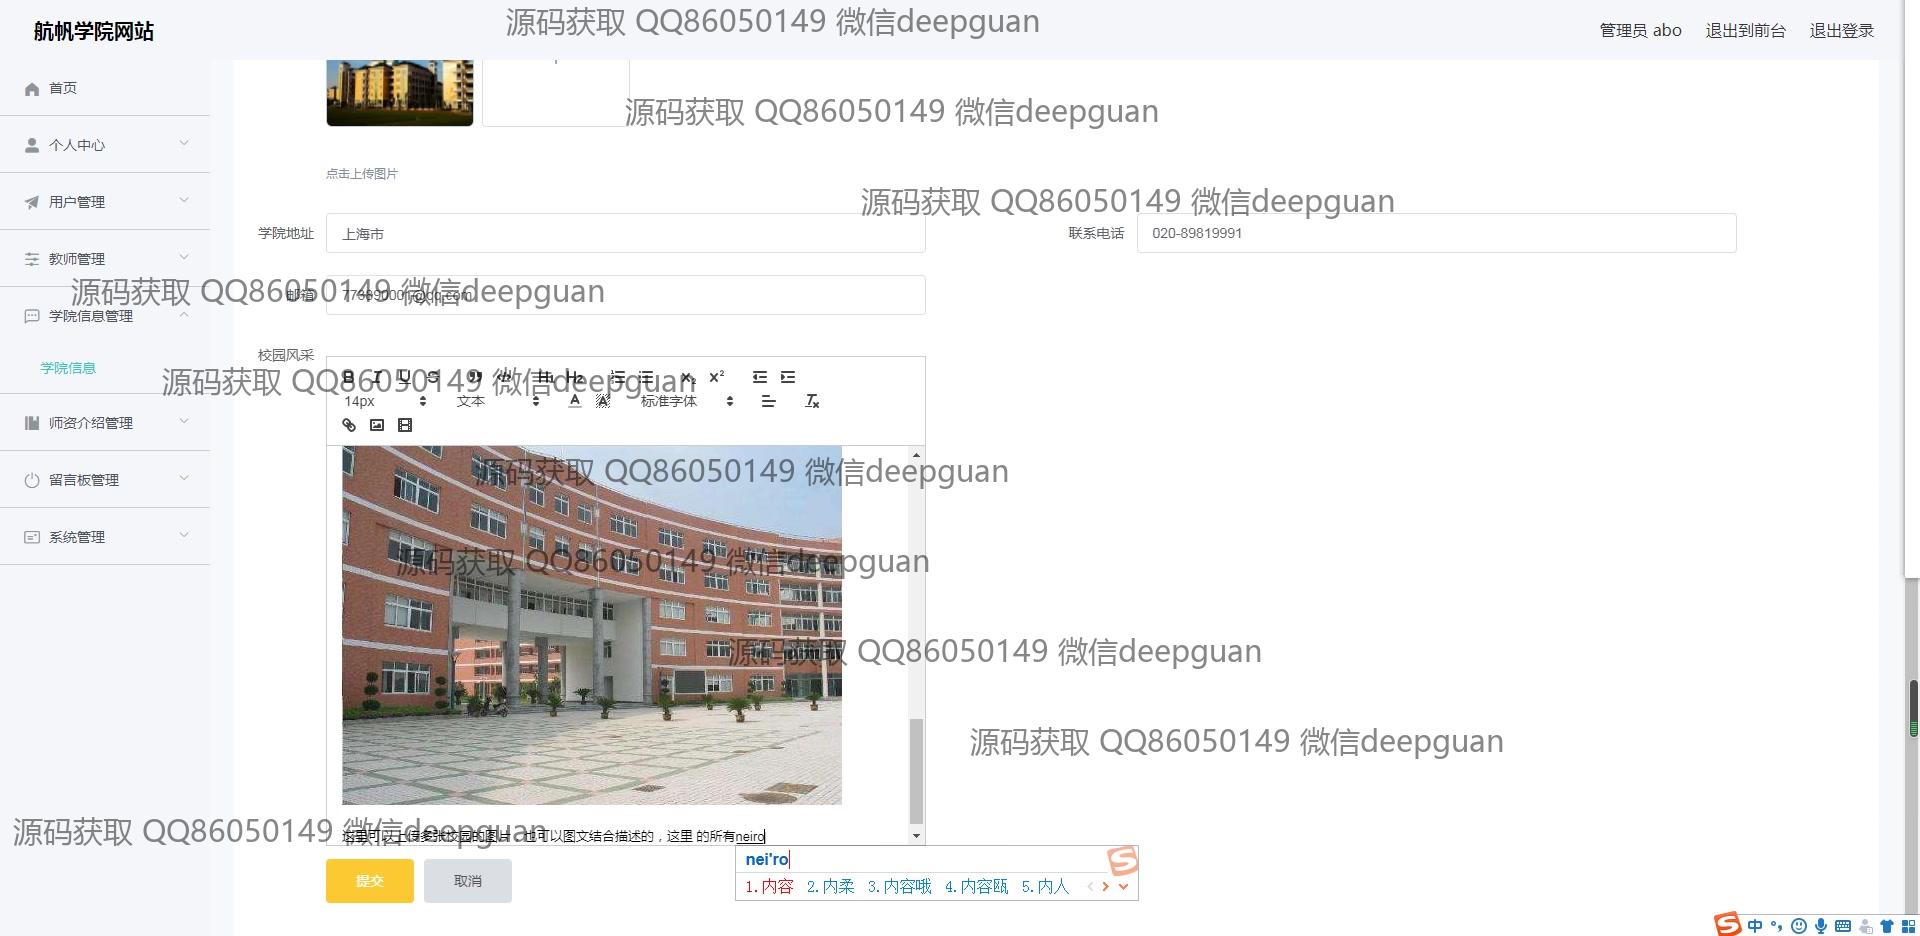 航帆学院网站
源码获取 QQ86050149 微信deepguan
管理员 abo 退出到前台 退出登录
首页
源码获取 QQ86050149 微信deepguan
个人中心
点击上传图片
用户管理
源码获取 QQ86050149 微信deepguan
学院地址 上海市
联系电话 020-89819991
教师管理
源码获取 QQ86050149 微信deepguan
邮箱
学院信息管理
校园风采
学院信息
源码获取 QQ86050149 微信deepguan
B I U S H1 H2 X2 X2
14px 文本 A A 标准字体 Tx
师资介绍管理
源码获取 QQ86050149 微信deepguan
留言板管理
系统管理
源码获取 QQ86050149 微信deepguan
源码获取 QQ86050149 微信deepguan
源码获取 QQ86050149 微信deepguan
源码获取 QQ86050149 微信deepguan
这里可以上传多张校园的图片，也可以图文结合描述的，这里 的所有neiro
nei'ro
提交 取消
1.内容 2.内柔 3.内容哦 4.内容瓯 5.内人
中